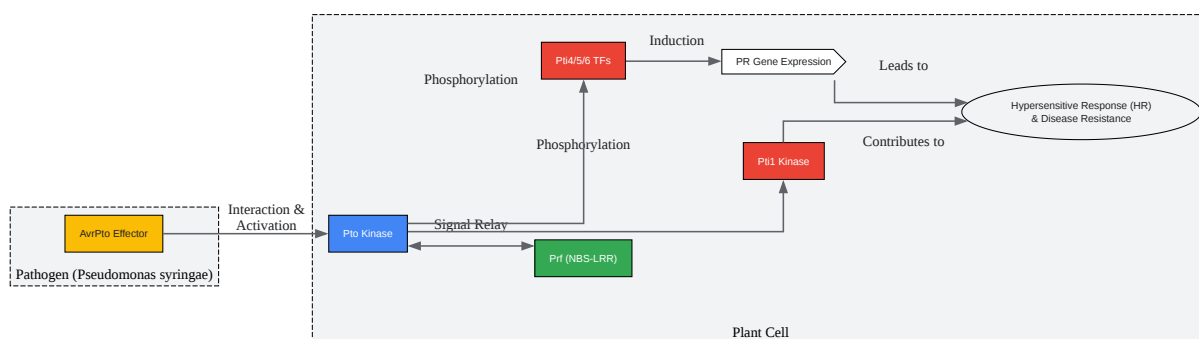 Induction
Pti4/5/6 TFs
PR Gene Expression
Leads to
Phosphorylation
Hypersensitive Response (HR)
& Disease Resistance
Phosphorylation
Contributes to
Pti1 Kinase
Interaction &
Activation
Signal Relay
AvrPto Effector
Pto Kinase
Prf (NBS-LRR)
Pathogen (Pseudomonas syringae)
Plant Cell